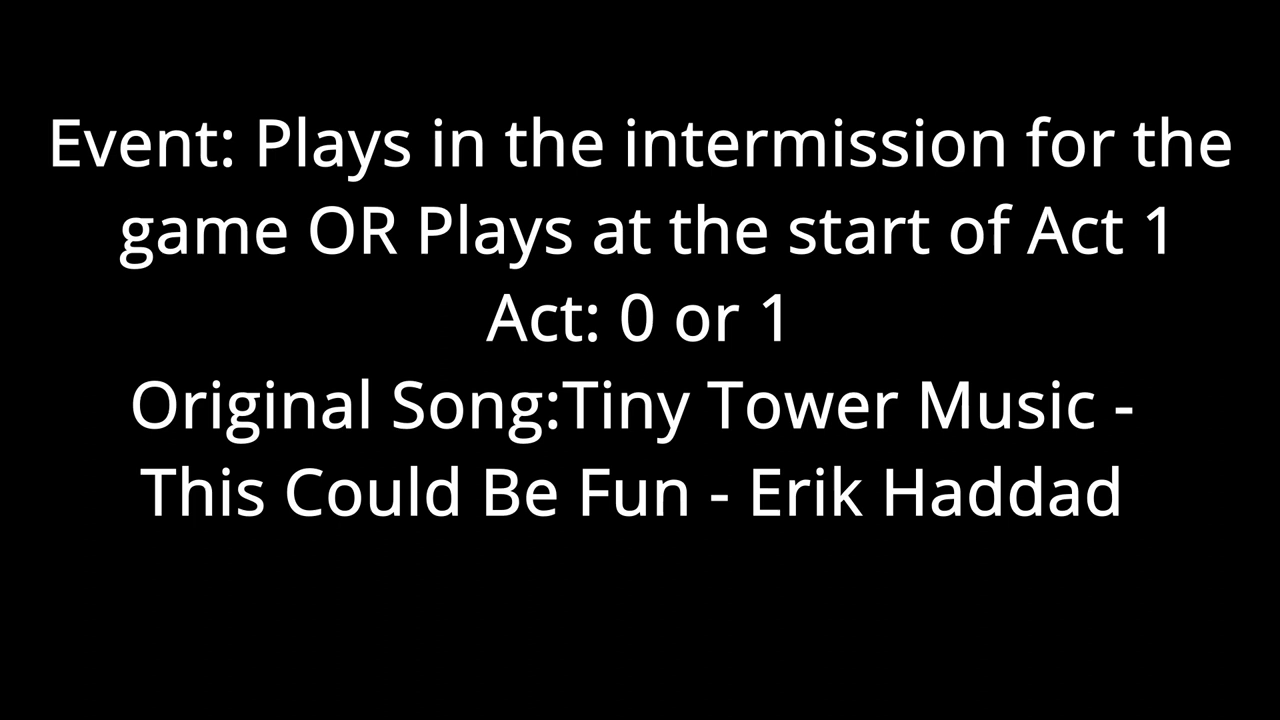 Event: Plays in the intermission for the
game OR Plays at the start of Act 1
Act: 0 or 1
Original Song:Tiny Tower Music -
This Could Be Fun - Erik Haddad